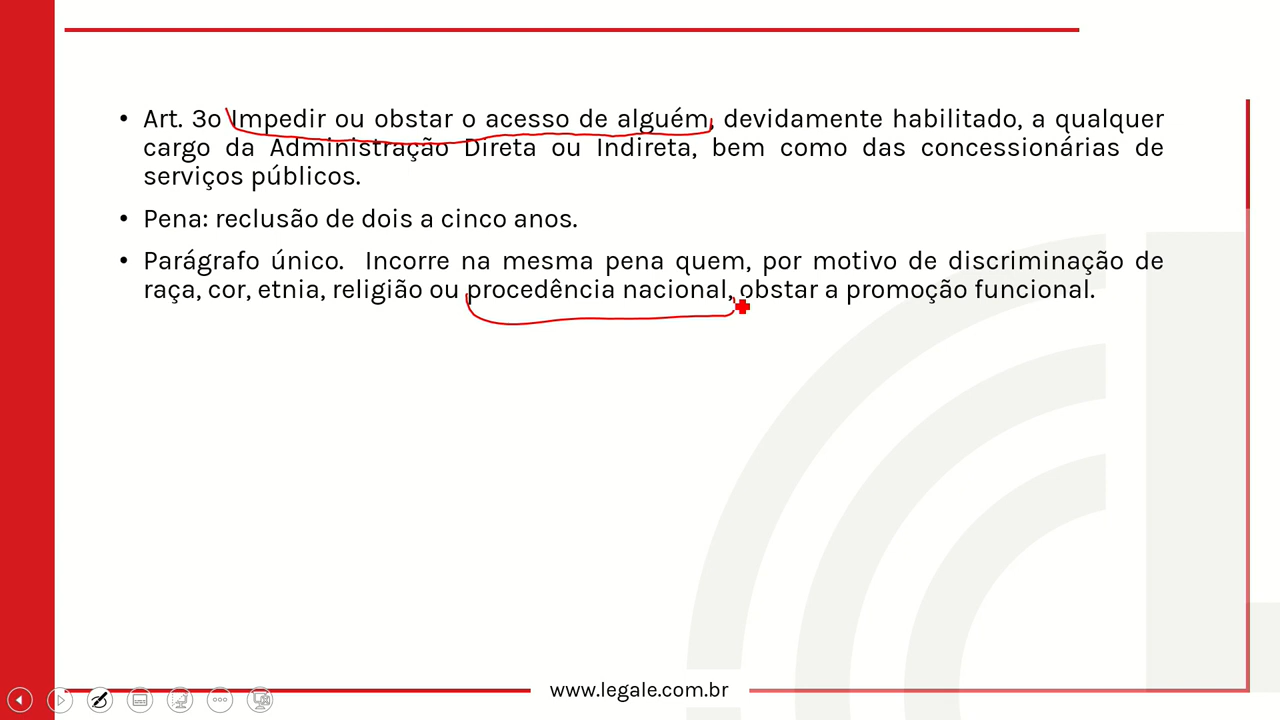 • Art. 3o Impedir ou obstar o acesso de alguém, devidamente habilitado, a qualquer
cargo da Administração Direta ou Indireta, bem como das concessionárias de
serviços públicos.
• Pena: reclusão de dois a cinco anos.
• Parágrafo único.  Incorre na mesma pena quem, por motivo de discriminação de
raça, cor, etnia, religião ou procedência nacional, obstar a promoção funcional.
www.legale.com.br